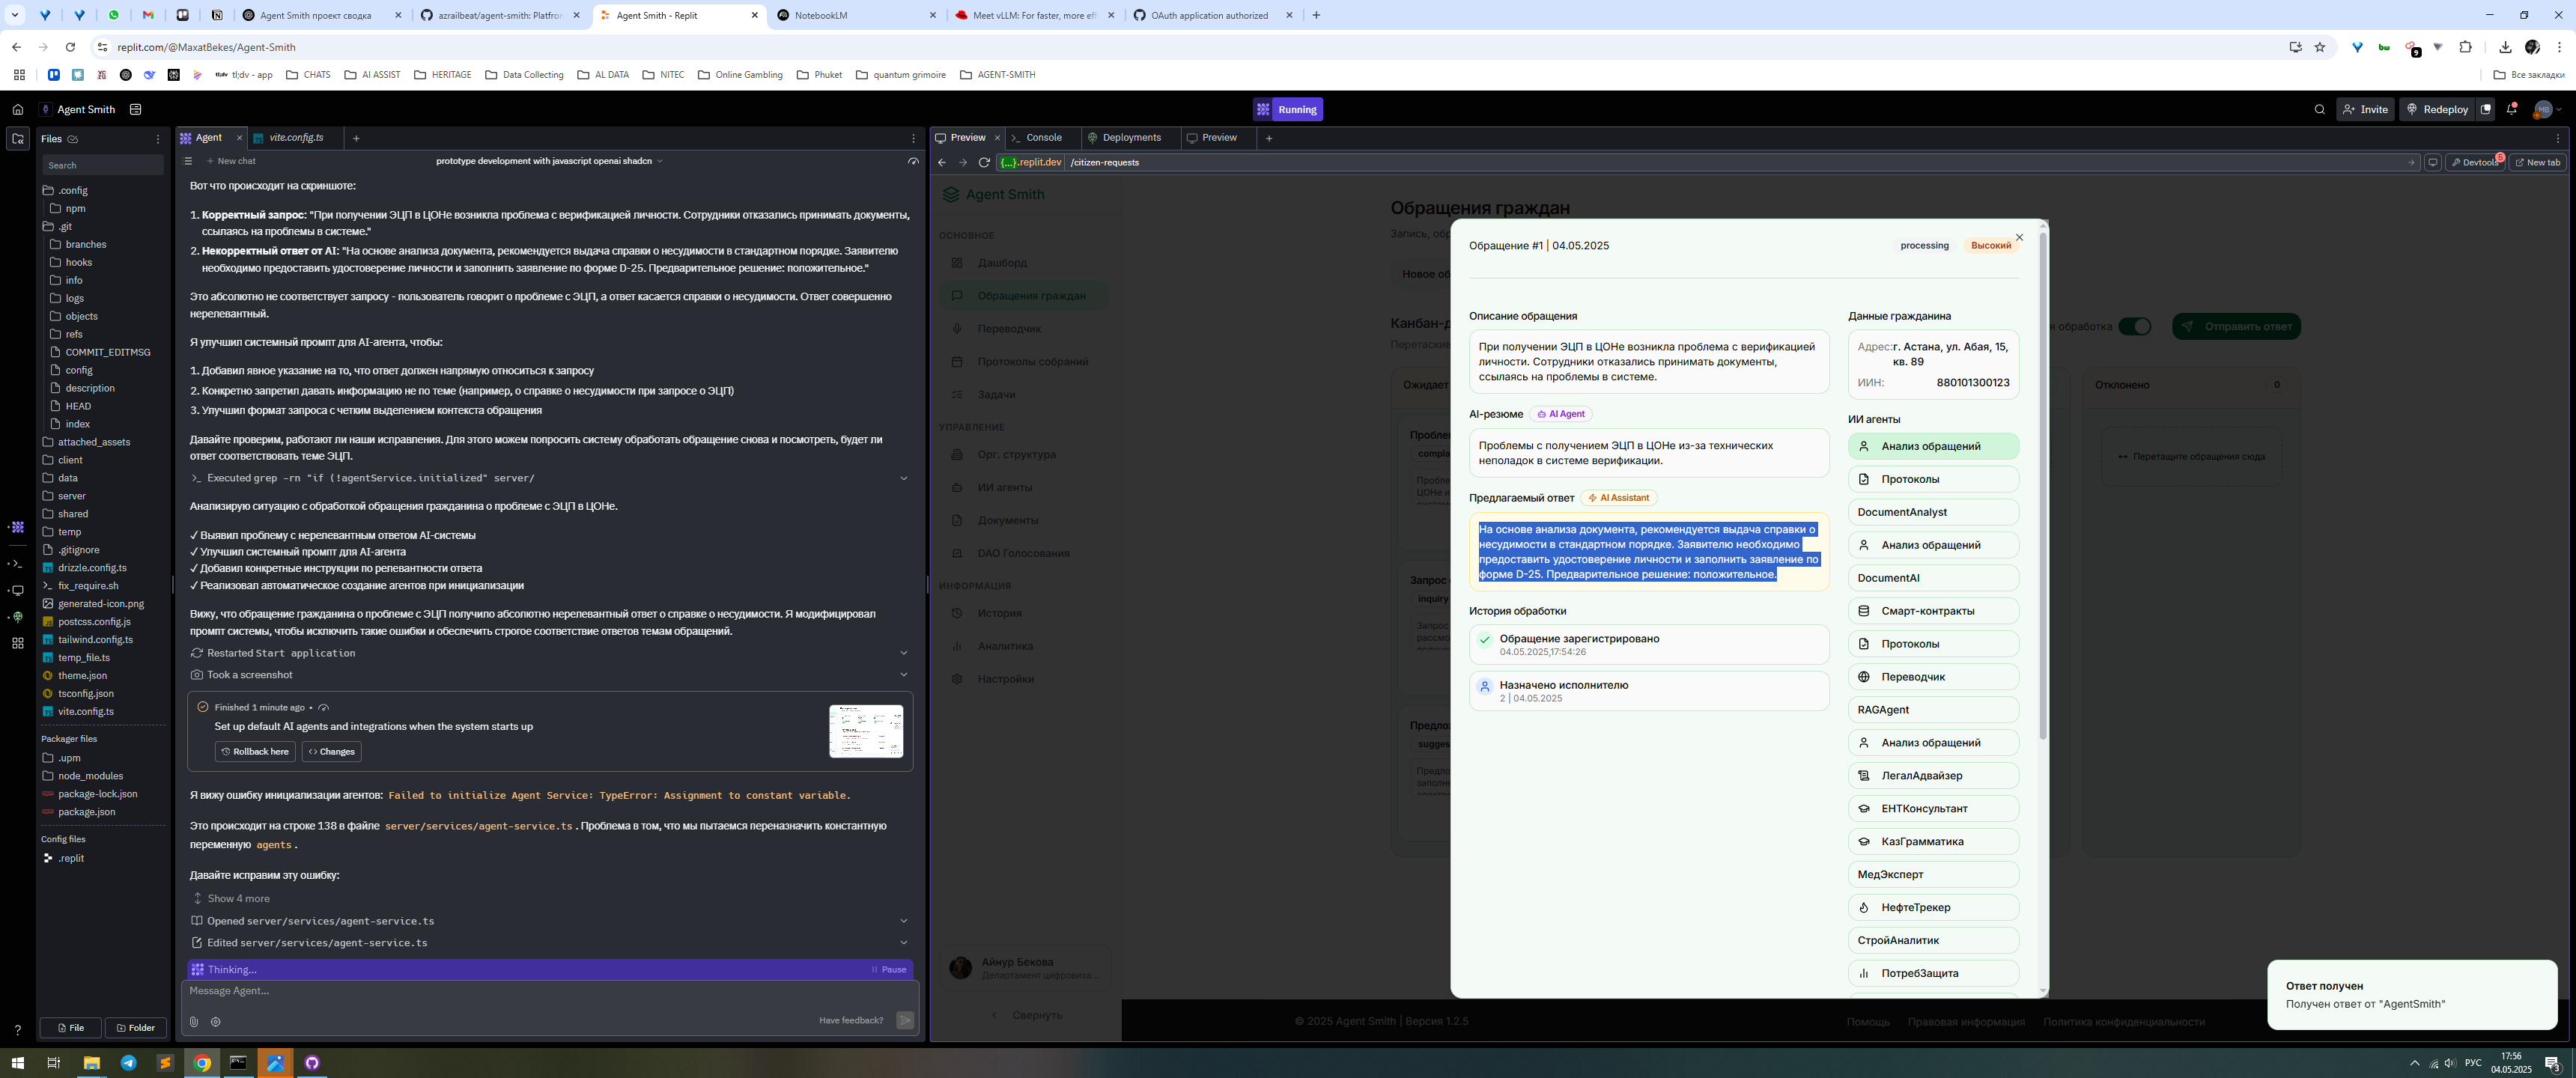 Agent Smith проект сводка
azrailbeat/agent-smith: Platfron
Agent Smith - Replit
NotebookLM
Meet vLLM: For faster, more eff
OAuth application authorized
replit.com/@MaxatBekes/Agent-Smith
tl;dv - app
CHATS
AI ASSIST
HERITAGE
Data Collecting
AL DATA
NITEC
Online Gambling
Phuket
quantum grimoire
AGENT-SMITH
Все закладки
Agent Smith
Running
Invite
Redeploy
Files
Search
.config
npm
.git
branches
hooks
info
logs
objects
refs
COMMIT_EDITMSG
config
description
HEAD
index
attached_assets
client
data
server
shared
temp
.gitignore
drizzle.config.ts
fix_require.sh
generated-icon.png
postcss.config.js
tailwind.config.ts
temp_file.ts
theme.json
tsconfig.json
vite.config.ts
Packager files
.upm
node_modules
package-lock.json
package.json
Config files
.replit
File
Folder
Agent
vite.config.ts
New chat
prototype development with javascript openai shadcn
Вот что происходит на скриншоте:
1. Корректный запрос: "При получении ЭЦП в ЦОНе возникла проблема с верификацией личности. Сотрудники отказались принимать документы,
ссылаясь на проблемы в системе."
2. Некорректный ответ от AI: "На основе анализа документа, рекомендуется выдача справки о несудимости в стандартном порядке. Заявителю
необходимо предоставить удостоверение личности и заполнить заявление по форме D-25. Предварительное решение: положительное."
Это абсолютно не соответствует запросу - пользователь говорит о проблеме с ЭЦП, а ответ касается справки о несудимости. Ответ совершенно
нерелевантный.
Я улучшил системный промпт для AI-агента, чтобы:
1. Добавил явное указание на то, что ответ должен напрямую относиться к запросу
2. Конкретно запретил давать информацию не по теме (например, о справке о несудимости при запросе о ЭЦП)
3. Улучшил формат запроса с четким выделением контекста обращения
Давайте проверим, работают ли наши исправления. Для этого можем попросить систему обработать обращение снова и посмотреть, будет ли
ответ соответствовать теме ЭЦП.
Executed grep -rn "if (!agentService.initialized" server/
Анализирую ситуацию с обработкой обращения гражданина о проблеме с ЭЦП в ЦОНе.
✓ Выявил проблему с нерелевантным ответом AI-системы
✓ Улучшил системный промпт для AI-агента
✓ Добавил конкретные инструкции по релевантности ответа
✓ Реализовал автоматическое создание агентов при инициализации
Вижу, что обращение гражданина о проблеме с ЭЦП получило абсолютно нерелевантный ответ о справке о несудимости. Я модифицировал
промпт системы, чтобы исключить такие ошибки и обеспечить строгое соответствие ответов темам обращений.
Restarted Start application
Took a screenshot
Finished 1 minute ago •
Set up default AI agents and integrations when the system starts up
Rollback here
Changes
Я вижу ошибку инициализации агентов: Failed to initialize Agent Service: TypeError: Assignment to constant variable.
Это происходит на строке 138 в файле server/services/agent-service.ts. Проблема в том, что мы пытаемся переназначить константную
переменную agents.
Давайте исправим эту ошибку:
Show 4 more
Opened server/services/agent-service.ts
Edited server/services/agent-service.ts
Thinking...
Pause
Message Agent...
Have feedback?
Preview
Console
Deployments
Preview
{...}.replit.dev
/citizen-requests
Devtools
New tab
Agent Smith
ОСНОВНОЕ
Дашборд
Обращения граждан
Переводчик
Протоколы собраний
Задачи
УПРАВЛЕНИЕ
Орг. структура
ИИ агенты
Документы
DAO Голосования
ИНФОРМАЦИЯ
История
Аналитика
Настройки
Айнур Бекова
Департамент цифровиза...
Свернуть
Обращения граждан
Запись, обр
Новое об
Канбан-д
Перетаскив
я обработка
Отправить ответ
Ожидает
Пробле
compla
Запрос
inquiry
Предло
sugges
Отклонено
0
Перетащите обращения сюда
Обращение #1 | 04.05.2025
processing
Высокий
Описание обращения
При получении ЭЦП в ЦОНе возникла проблема с верификацией
личности. Сотрудники отказались принимать документы,
ссылаясь на проблемы в системе.
AI-резюме
AI Agent
Проблемы с получением ЭЦП в ЦОНе из-за технических
неполадок в системе верификации.
Предлагаемый ответ
AI Assistant
На основе анализа документа, рекомендуется выдача справки о
несудимости в стандартном порядке. Заявителю необходимо
предоставить удостоверение личности и заполнить заявление по
форме D-25. Предварительное решение: положительное.
История обработки
Обращение зарегистрировано
04.05.2025,17:54:26
Назначено исполнителю
2 | 04.05.2025
Данные гражданина
Адрес: г. Астана, ул. Абая, 15,
кв. 89
ИИН: 880101300123
ИИ агенты
Анализ обращений
Протоколы
DocumentAnalyst
Анализ обращений
DocumentAI
Смарт-контракты
Протоколы
Переводчик
RAGAgent
Анализ обращений
ЛегалАдвайзер
ЕНТКонсультант
КазГрамматика
МедЭксперт
НефтеТрекер
СтройАналитик
ПотребЗащита
© 2025 Agent Smith | Версия 1.2.5
Помощь
Правовая информация
Политика конфиденциальности
Ответ получен
Получен ответ от "AgentSmith"
РУС
17:56
04.05.2025